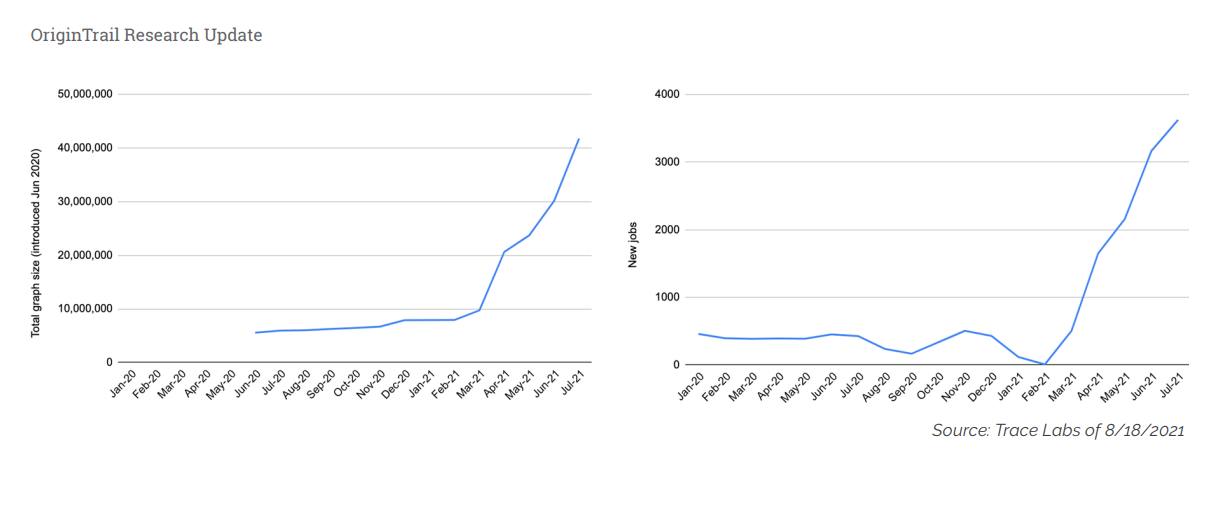 OriginTrail Research Update
Total graph size (introduced Jun 2020)
50,000,000
40,000,000
30,000,000
20,000,000
10,000,000
0
Jan-20
Feb-20
Mar-20
Apr-20
May-20
Jun-20
Jul-20
Aug-20
Sep-20
Oct-20
Nov-20
Dec-20
Jan-21
Feb-21
Mar-21
Apr-21
May-21
Jun-21
Jul-21
New jobs
4000
3000
2000
1000
0
Jan-20
Feb-20
Mar-20
Apr-20
May-20
Jun-20
Jul-20
Aug-20
Sep-20
Oct-20
Nov-20
Dec-20
Jan-21
Feb-21
Mar-21
Apr-21
May-21
Jun-21
Jul-21
Source: Trace Labs of 8/18/2021